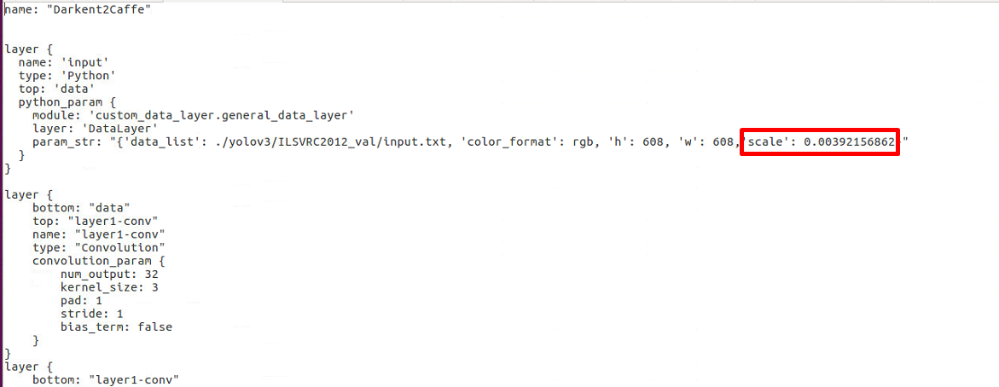 name: "Darkent2Caffe"
layer {
name: 'input'
type: 'Python'
top: 'data'
python_param {
module: 'custom_data_layer.general_data_layer'
layer: 'DataLayer'
param_str: "{'data_list': ./yolov3/ILSVRC2012_val/input.txt, 'color_format': rgb, 'h': 608, 'w': 608,'scale': 0.00392156862}"
}
}
layer {
bottom: "data"
top: "layer1-conv"
name: "layer1-conv"
type: "Convolution"
convolution_param {
num_output: 32
kernel_size: 3
pad: 1
stride: 1
bias_term: false
}
}
layer {
bottom: "layer1-conv"